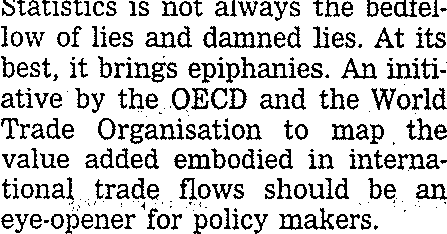 Statistics is not always the bedfel-
low of lies and damned lies. At its
best, it brings epiphanies. An initi-
ative by the OECD and the World
Trade Organisation to map the
value added embodied in interna-
tional trade flows should be an
eye-opener for policy makers.